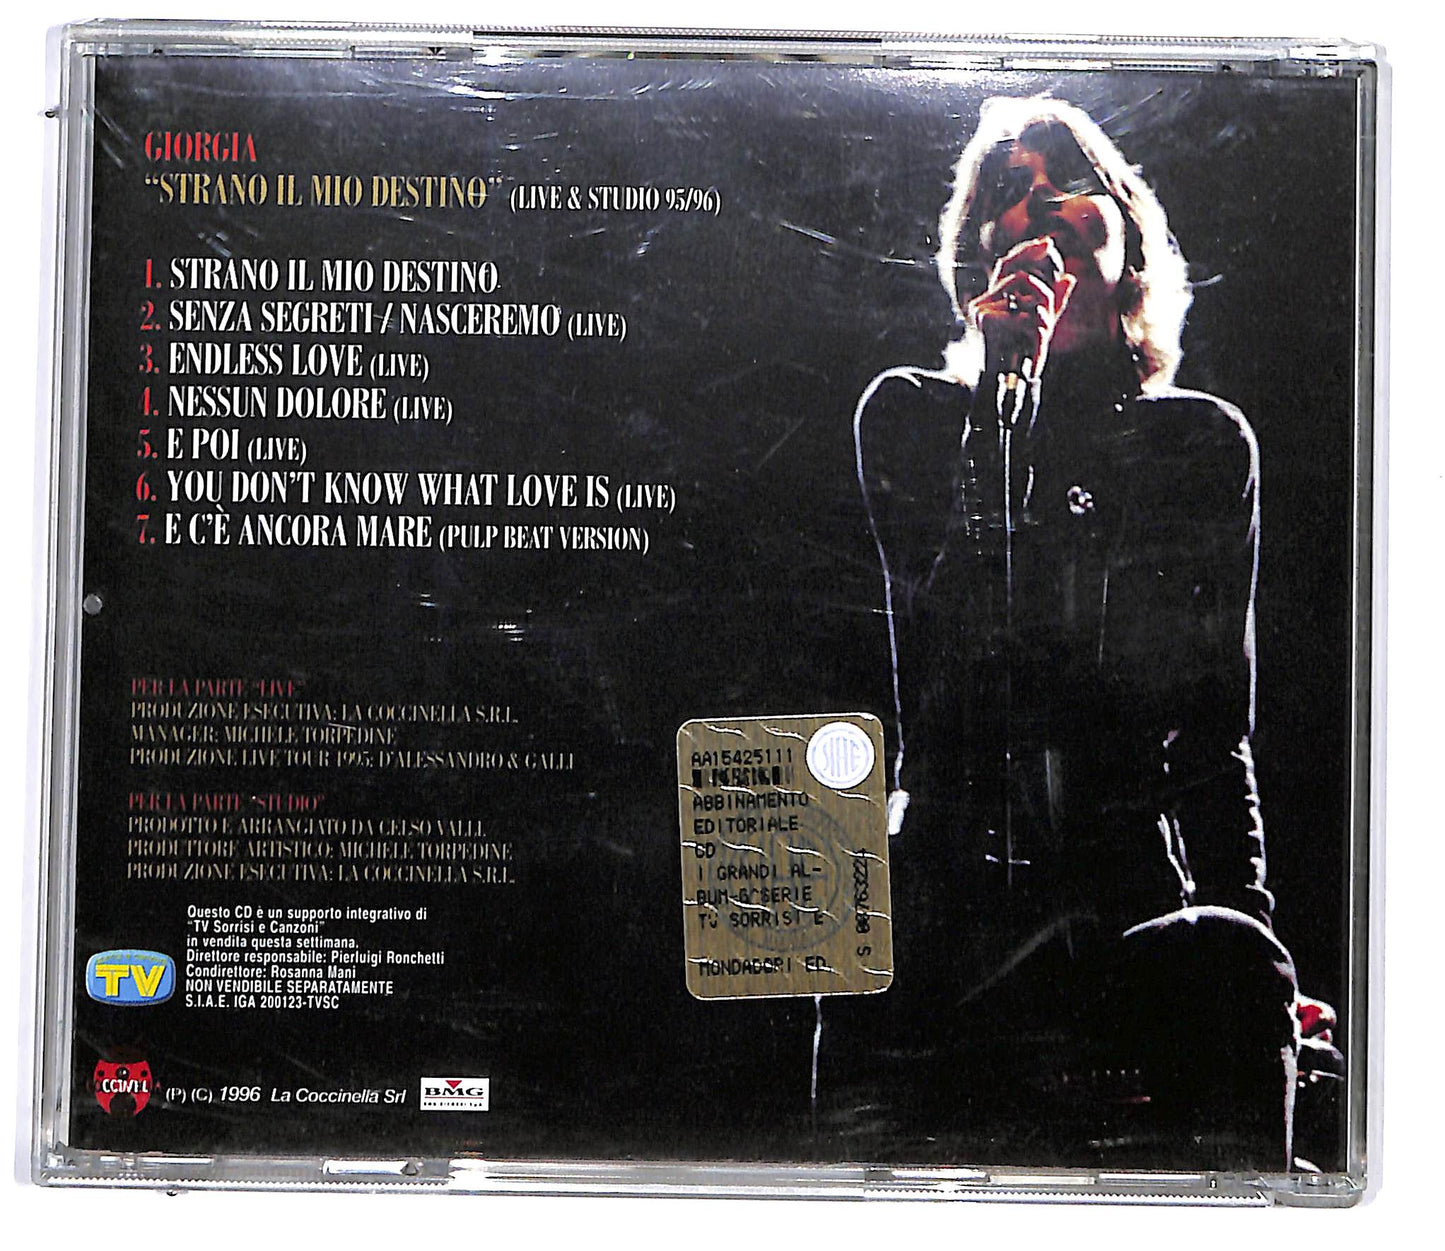 GIORGIA
“STRANO IL MIO DESTINO” (LIVE & STUDIO 95/96)
1. STRANO IL MIO DESTINO
2. SENZA SEGRETI / NASCEREMO (LIVE)
3. ENDLESS LOVE (LIVE)
4. NESSUN DOLORE (LIVE)
5. E POI (LIVE)
6. YOU DON'T KNOW WHAT LOVE IS (LIVE)
7. E C'È ANCORA MARE (PULP BEAT VERSION)
PER LA PARTE “LIVE”
PRODUZIONE ESECUTIVA: LA COCCINELLA S.R.L.
MANAGER: MICHELE TORPEDINE
PRODUZIONE LIVE TOUR 1995: D'ALESSANDRO & GALLI
PER LA PARTE “STUDIO”
PRODOTTO E ARRANGIATO DA CELSO VALLI
PRODUTTORE ARTISTICO: MICHELE TORPEDINE
PRODUZIONE ESECUTIVA: LA COCCINELLA S.R.L.
Questo CD è un supporto integrativo di
“TV Sorrisi e Canzoni”
in vendita questa settimana.
Direttore responsabile: Pierluigi Ronchetti
Condirettore: Rosanna Mani
NON VENDIBILE SEPARATAMENTE
S.I.A.E. IGA 200123-TVSC
TV
(P) (C) 1996 La Coccinella Srl
BMG
AA15425111
SIAE
ABBINAMENTO
EDITORIALE
CD
I GRANDI AL-
BUM-6^SERIE
TV SORRISI E
MONDADORI ED.